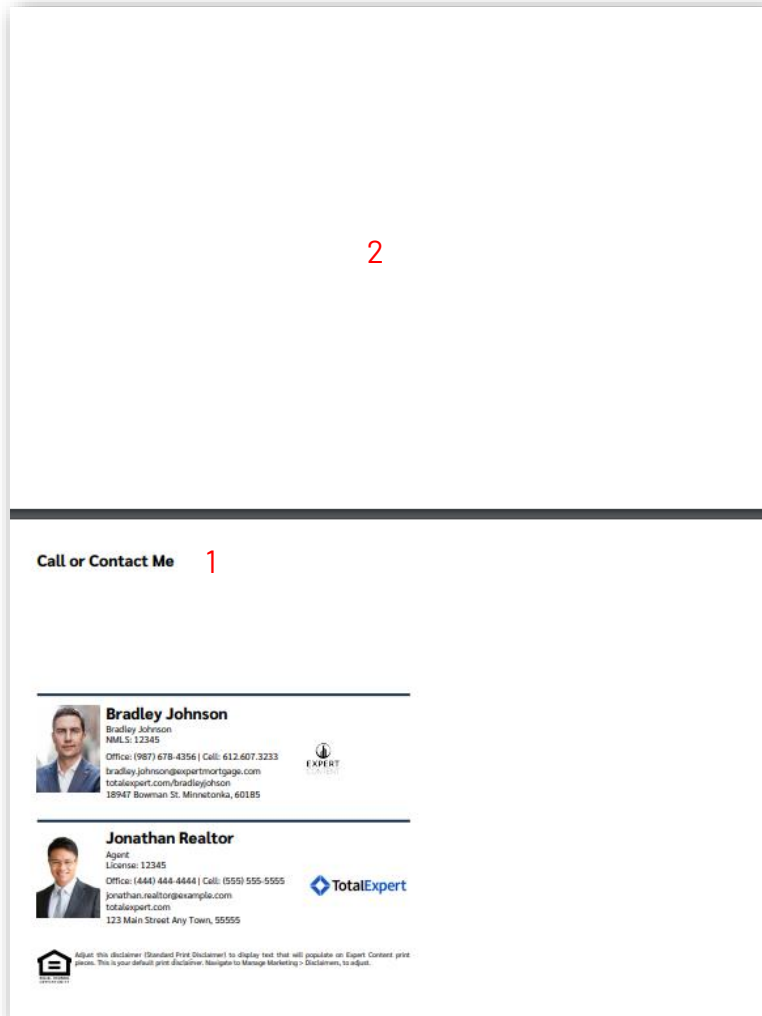 2
Call or Contact Me 1
Bradley Johnson
Bradley Johnson
NMLS: 12345
Office: (987) 678-4356 | Cell: 612.607.3233
bradley.johnson@expertmortgage.com
totalexpert.com/bradleyjohson
18947 Bowman St. Minnetonka, 60185
EXPERT
CONTENT
Jonathan Realtor
Agent
License: 12345
Office: (444) 444-4444 | Cell: (555) 555-5555
jonathan.realtor@example.com
totalexpert.com
123 Main Street Any Town, 55555
TotalExpert
Adjust this disclaimer (Standard Print Disclaimer) to display text that will populate on Expert Content print
pieces. This is your default print disclaimer. Navigate to Manage Marketing > Disclaimers, to adjust.
EQUAL HOUSING
OPPORTUNITY